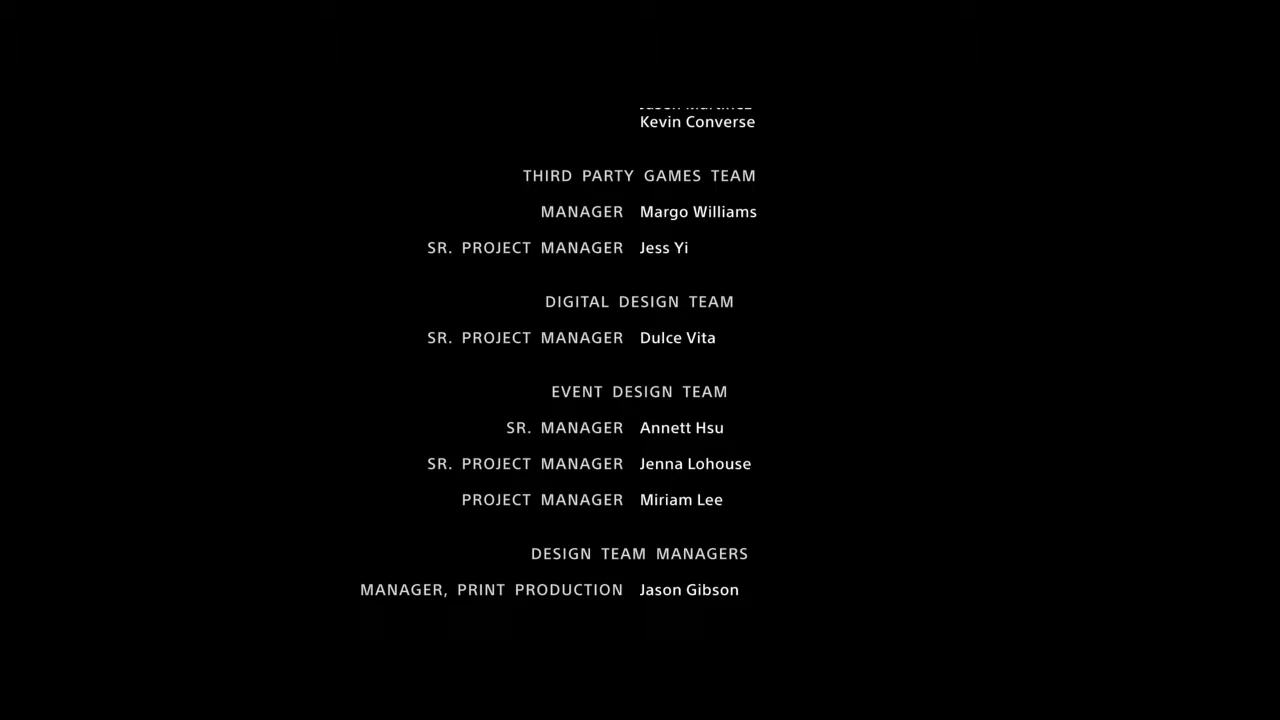 Kevin Converse
THIRD PARTY GAMES TEAM
MANAGER Margo Williams
SR. PROJECT MANAGER Jess Yi
DIGITAL DESIGN TEAM
SR. PROJECT MANAGER Dulce Vita
EVENT DESIGN TEAM
SR. MANAGER Annett Hsu
SR. PROJECT MANAGER Jenna Lohouse
PROJECT MANAGER Miriam Lee
DESIGN TEAM MANAGERS
MANAGER, PRINT PRODUCTION Jason Gibson